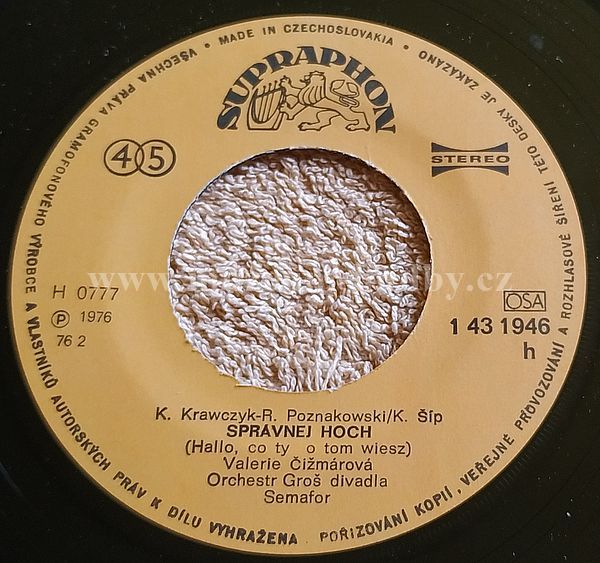 VŠECHNA PRÁVA GRAMOFONOVÉHO VÝROBCE A VLASTNÍKŮ AUTORSKÝCH PRÁV K DÍLU VYHRAŽENA. POŘIZOVÁNÍ KOPIÍ, VEŘEJNÉ PROVOZOVÁNÍ A ROZHLASOVÉ ŠÍŘENÍ TÉTO DESKY JE ZAKÁZÁNO • MADE IN CZECHOSLOVAKIA •
SUPRAPHON
45
STEREO
H 0777
Ⓟ 1976
76 2
OSA
1 43 1946
h
K. Krawczyk-R. Poznakowski/K. Šíp
SPRÁVNEJ HOCH
(Hallo, co ty o tom wiesz)
Valerie Čižmárová
Orchestr Groš divadla
Semafor